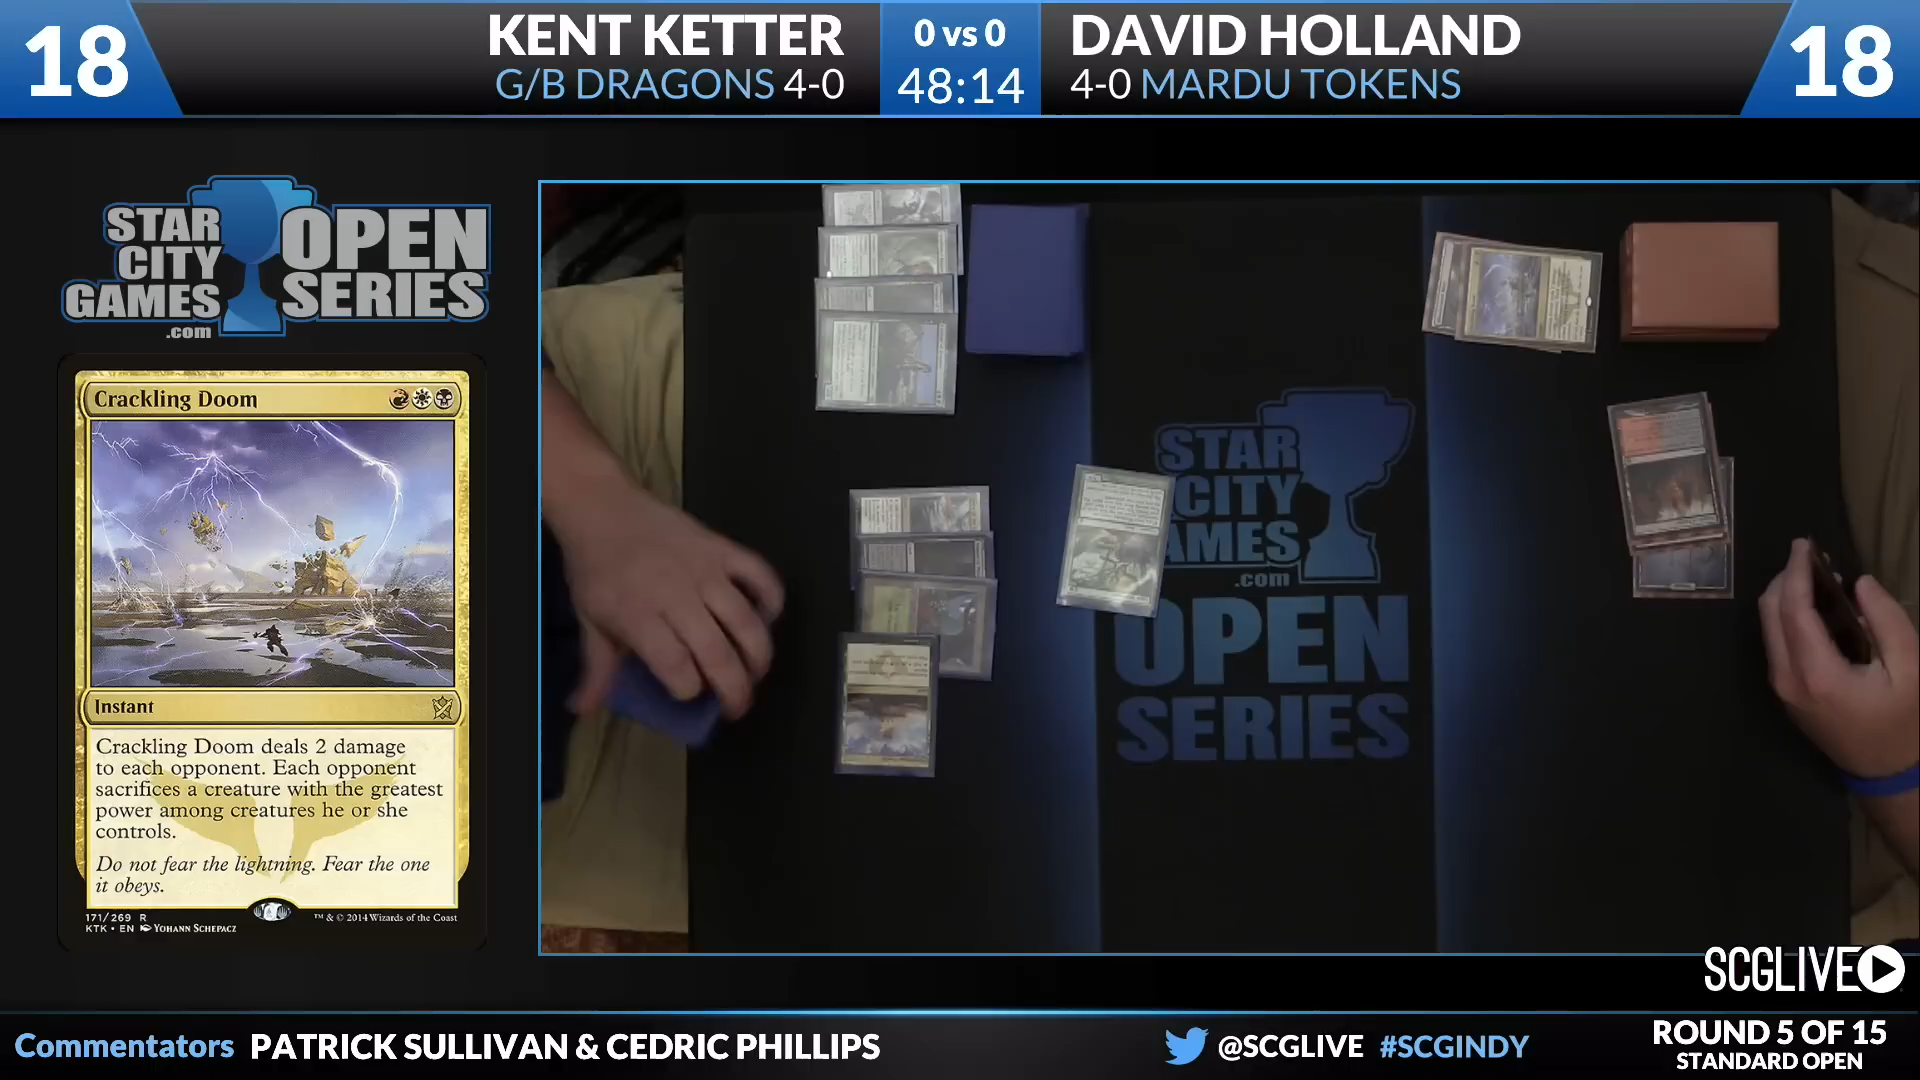 18
KENT KETTER
G/B DRAGONS 4-0
0 vs 0
48:14
DAVID HOLLAND
4-0 MARDU TOKENS
18
STAR
CITY
GAMES
.com
OPEN
SERIES
Crackling Doom
Instant
Crackling Doom deals 2 damage
to each opponent. Each opponent
sacrifices a creature with the greatest
power among creatures he or she
controls.
Do not fear the lightning. Fear the one
it obeys.
171/269 R
KTK • EN YOHANN SCHEPACZ
™ & © 2014 Wizards of the Coast
STAR
CITY
GAMES
.com
OPEN
SERIES
SCGLIVE
Commentators PATRICK SULLIVAN & CEDRIC PHILLIPS
@SCGLIVE #SCGINDY
ROUND 5 OF 15
STANDARD OPEN